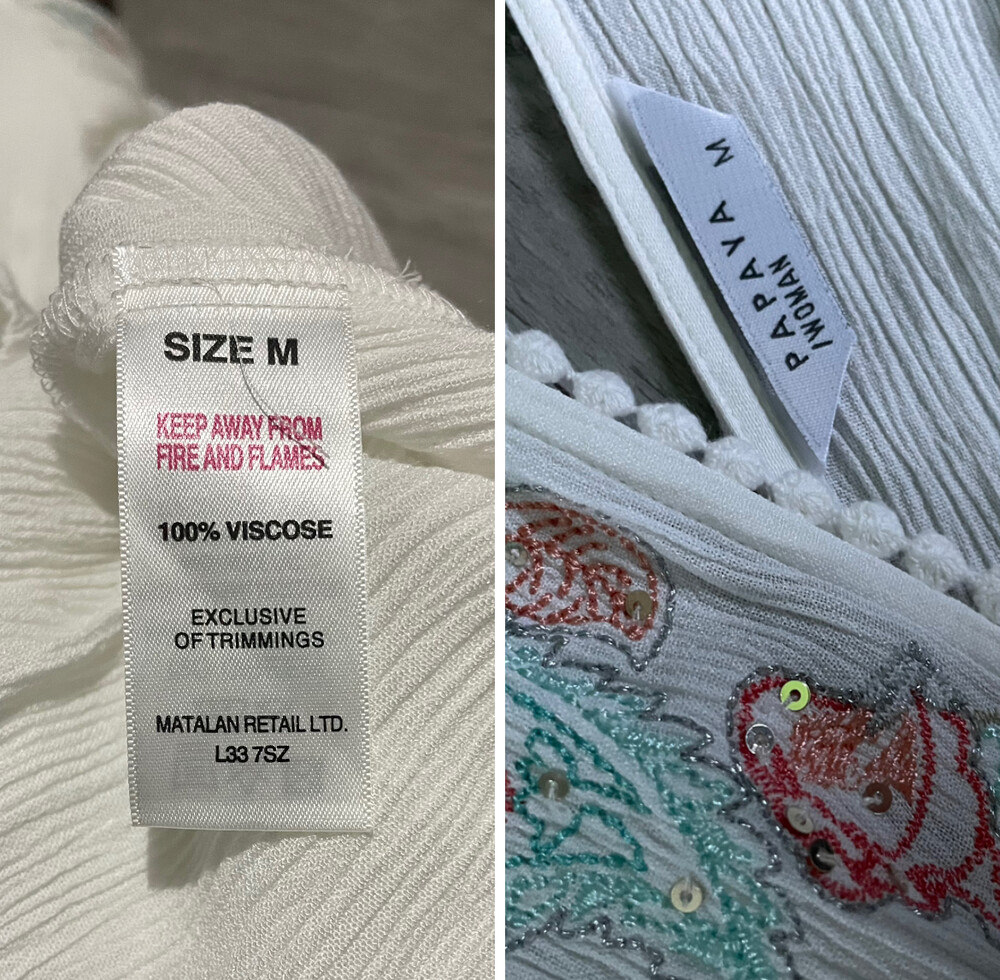 SIZE M
KEEP AWAY FROM
FIRE AND FLAMES
100% VISCOSE
EXCLUSIVE
OF TRIMMINGS
MATALAN RETAIL LTD.
L33 7SZ
PAPAYA M
/WOMAN